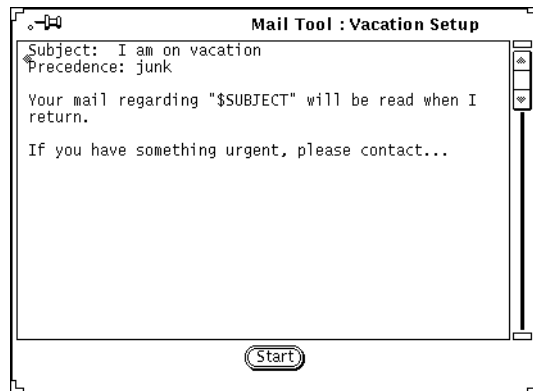 Mail Tool : Vacation Setup
Subject:  I am on vacation
Precedence: junk
Your mail regarding "$SUBJECT" will be read when I
return.
If you have something urgent, please contact...
Start